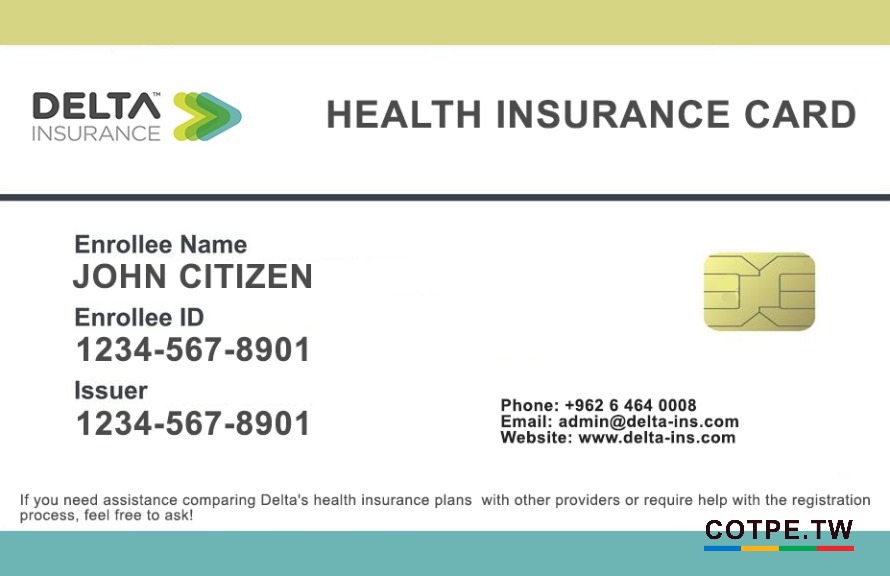 DELTA™
INSURANCE
HEALTH INSURANCE CARD
Enrollee Name
JOHN CITIZEN
Enrollee ID
1234-567-8901
Issuer
1234-567-8901
Phone: +962 6 464 0008
Email: admin@delta-ins.com
Website: www.delta-ins.com
If you need assistance comparing Delta's health insurance plans with other providers or require help with the registration
process, feel free to ask!
COTPE.TW